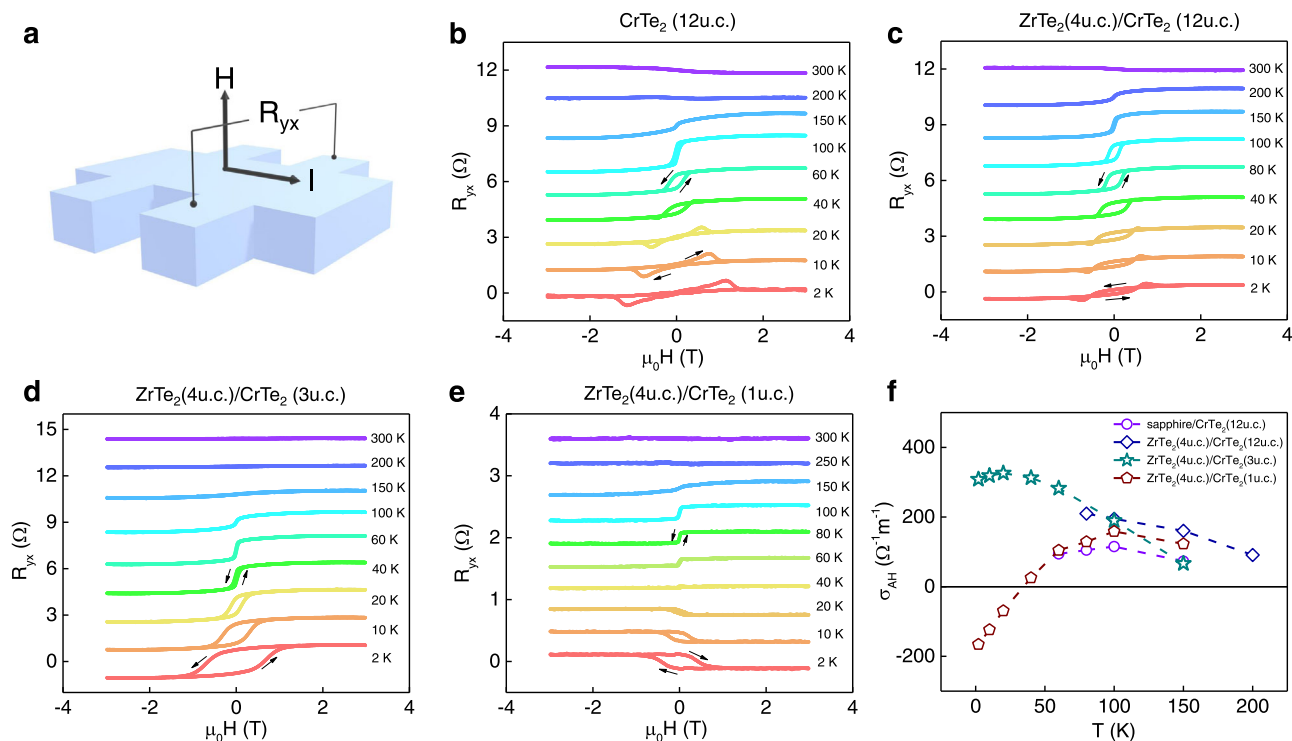 a
H
R_yx
I
b
CrTe₂ (12u.c.)
R_yx (Ω)
12
9
6
3
0
300 K
200 K
150 K
100 K
60 K
40 K
20 K
10 K
2 K
-4 -2 0 2 4
μ₀H (T)
c
ZrTe₂(4u.c.)/CrTe₂ (12u.c.)
R_yx (Ω)
12
9
6
3
0
300 K
200 K
150 K
100 K
80 K
40 K
20 K
10 K
2 K
-4 -2 0 2 4
μ₀H (T)
d
ZrTe₂(4u.c.)/CrTe₂ (3u.c.)
R_yx (Ω)
15
12
9
6
3
0
300 K
200 K
150 K
100 K
60 K
40 K
20 K
10 K
2 K
-4 -2 0 2 4
μ₀H (T)
e
ZrTe₂(4u.c.)/CrTe₂ (1u.c.)
R_yx (Ω)
4
3
2
1
0
300 K
250 K
150 K
100 K
80 K
60 K
40 K
20 K
10 K
2 K
-4 -2 0 2 4
μ₀H (T)
f
σ_AH (Ω⁻¹m⁻¹)
400
200
0
-200
sapphire/CrTe₂(12u.c.)
ZrTe₂(4u.c.)/CrTe₂(12u.c.)
ZrTe₂(4u.c.)/CrTe₂(3u.c.)
ZrTe₂(4u.c.)/CrTe₂(1u.c.)
0 50 100 150 200
T (K)